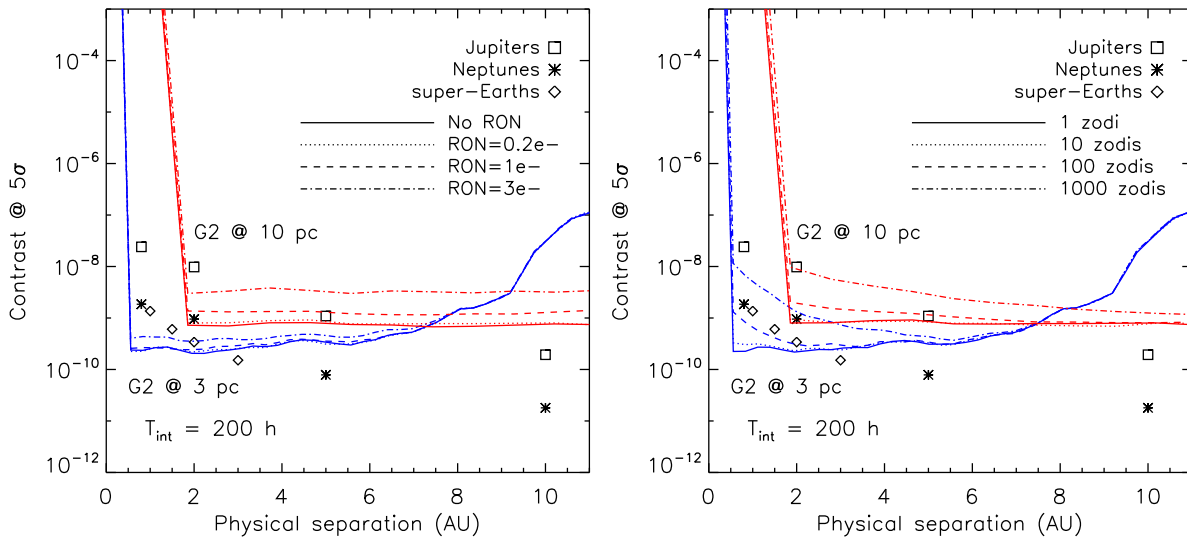 Contrast @ 5σ
10⁻⁴
10⁻⁶
10⁻⁸
10⁻¹⁰
10⁻¹²
Jupiters
Neptunes
super−Earths
No RON
RON=0.2e−
RON=1e−
RON=3e−
G2 @ 10 pc
G2 @ 3 pc
T_int = 200 h
0 2 4 6 8 10
Physical separation (AU)
Contrast @ 5σ
10⁻⁴
10⁻⁶
10⁻⁸
10⁻¹⁰
10⁻¹²
Jupiters
Neptunes
super−Earths
1 zodi
10 zodis
100 zodis
1000 zodis
G2 @ 10 pc
G2 @ 3 pc
T_int = 200 h
0 2 4 6 8 10
Physical separation (AU)